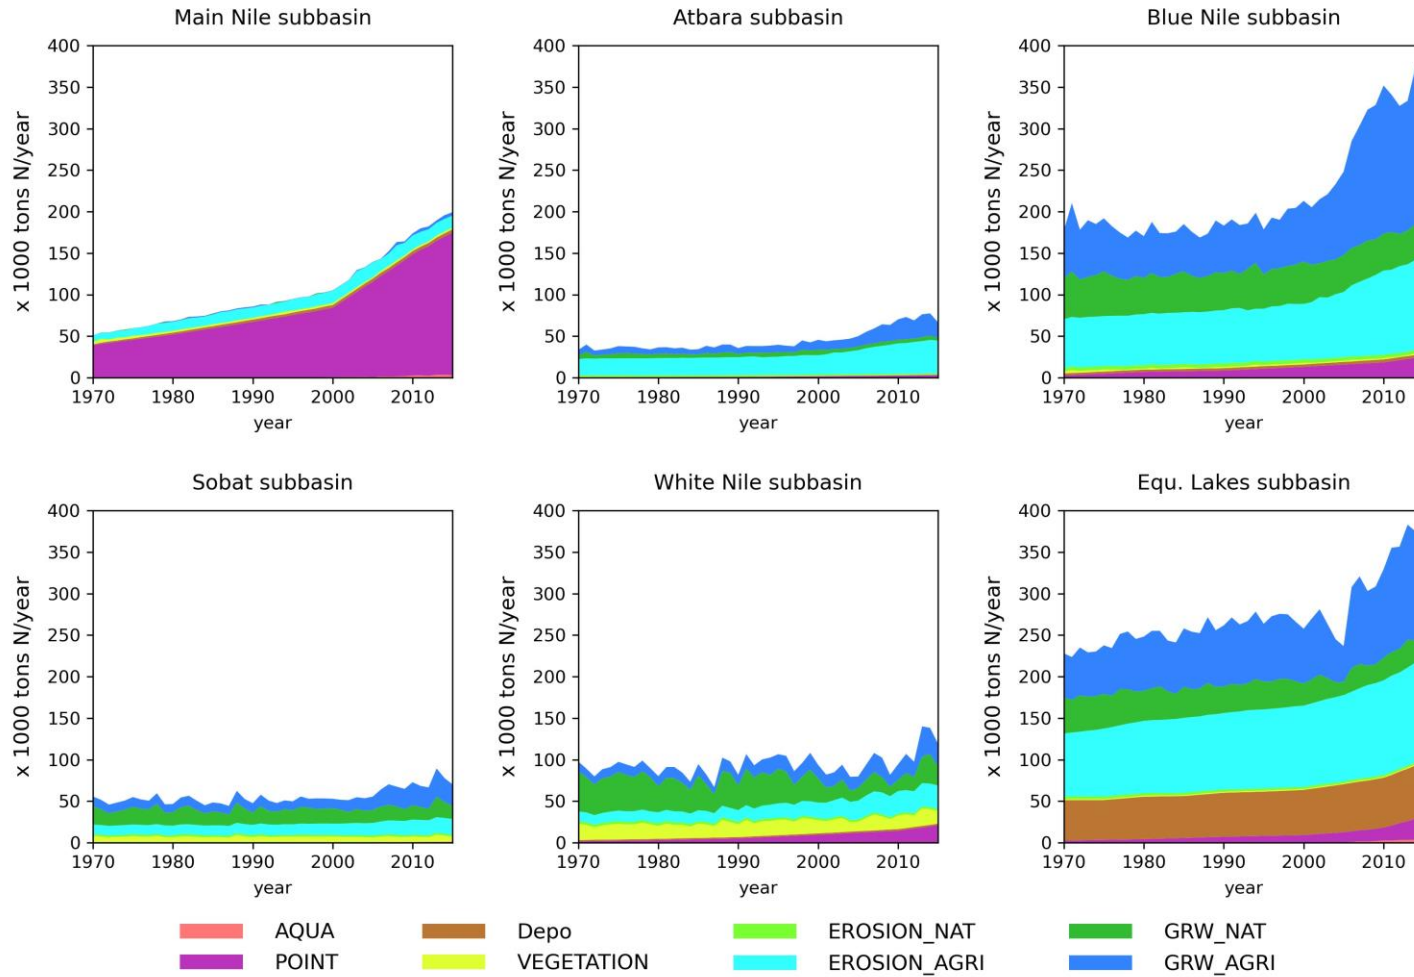 Main Nile subbasin
Atbara subbasin
Blue Nile subbasin
x 1000 tons N/year
400
350
300
250
200
150
100
50
0
1970 1980 1990 2000 2010
year
x 1000 tons N/year
400
350
300
250
200
150
100
50
0
1970 1980 1990 2000 2010
year
x 1000 tons N/year
400
350
300
250
200
150
100
50
0
1970 1980 1990 2000 2010
year
Sobat subbasin
White Nile subbasin
Equ. Lakes subbasin
x 1000 tons N/year
400
350
300
250
200
150
100
50
0
1970 1980 1990 2000 2010
year
x 1000 tons N/year
400
350
300
250
200
150
100
50
0
1970 1980 1990 2000 2010
year
x 1000 tons N/year
400
350
300
250
200
150
100
50
0
1970 1980 1990 2000 2010
year
AQUA Depo EROSION_NAT GRW_NAT
POINT VEGETATION EROSION_AGRI GRW_AGRI